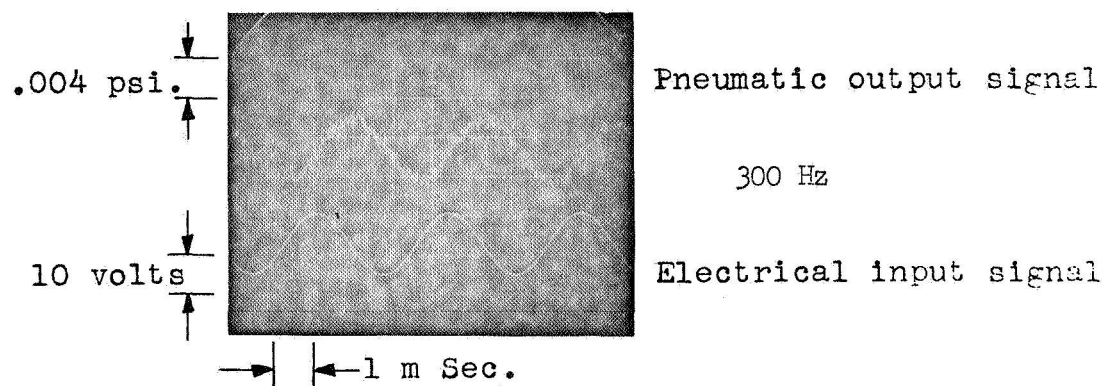 .004 psi.
Pneumatic output signal
300 Hz
10 volts
Electrical input signal
1 m Sec.